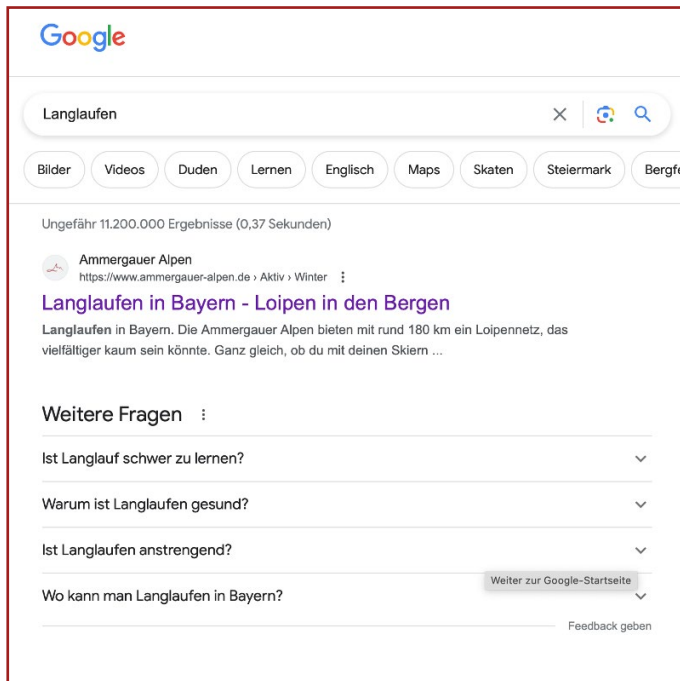 Google
Langlaufen
Bilder Videos Duden Lernen Englisch Maps Skaten Steiermark Bergfe
Ungefähr 11.200.000 Ergebnisse (0,37 Sekunden)
Ammergauer Alpen
https://www.ammergauer-alpen.de › Aktiv › Winter
Langlaufen in Bayern - Loipen in den Bergen
Langlaufen in Bayern. Die Ammergauer Alpen bieten mit rund 180 km ein Loipennetz, das
vielfältiger kaum sein könnte. Ganz gleich, ob du mit deinen Skiern ...
Weitere Fragen
Ist Langlauf schwer zu lernen?
Warum ist Langlaufen gesund?
Ist Langlaufen anstrengend?
Weiter zur Google-Startseite
Wo kann man Langlaufen in Bayern?
Feedback geben